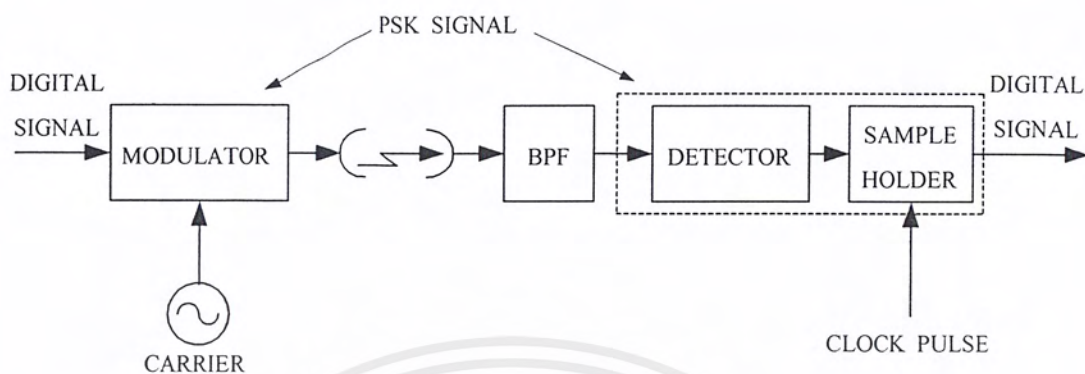 PSK SIGNAL
DIGITAL
SIGNAL
MODULATOR
BPF
DETECTOR
SAMPLE
HOLDER
DIGITAL
SIGNAL
CARRIER
CLOCK PULSE